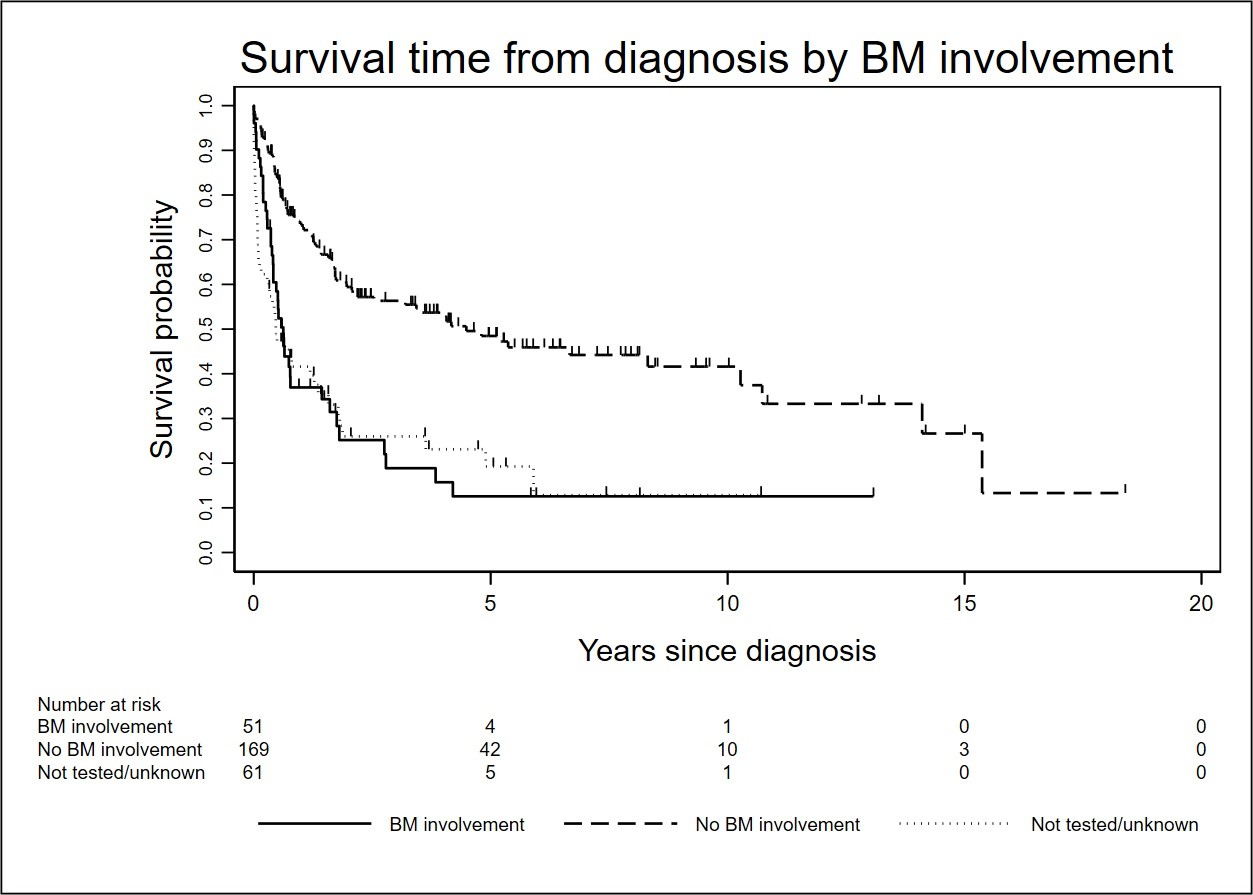 Survival time from diagnosis by BM involvement
Survival probability
1.0
0.9
0.8
0.7
0.6
0.5
0.4
0.3
0.2
0.1
0.0
0 5 10 15 20
Years since diagnosis
Number at risk
BM involvement 51 4 1 0 0
No BM involvement 169 42 10 3 0
Not tested/unknown 61 5 1 0 0
BM involvement No BM involvement Not tested/unknown